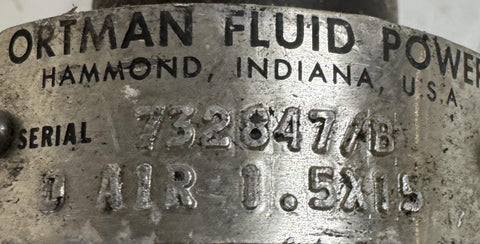 ORTMAN FLUID POWER
HAMMOND, INDIANA, U.S.A.
SERIAL 732847/B
AIR 1.5X15